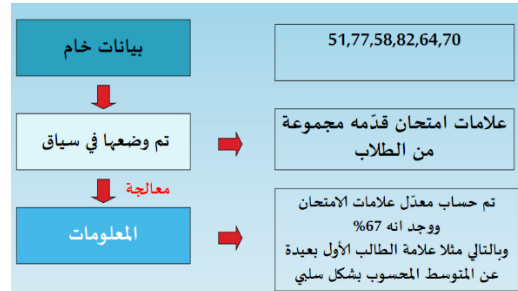 بيانات خام
51,77,58,82,64,70
تم وضعها في سياق
علامات امتحان قدّمه مجموعة
من الطلاب
معالجة
المعلومات
تم حساب معدّل علامات الامتحان
ووجد انه 67%
وبالتالي مثلا علامة الطالب الأول بعيدة
عن المتوسط المحسوب بشكل سلبي